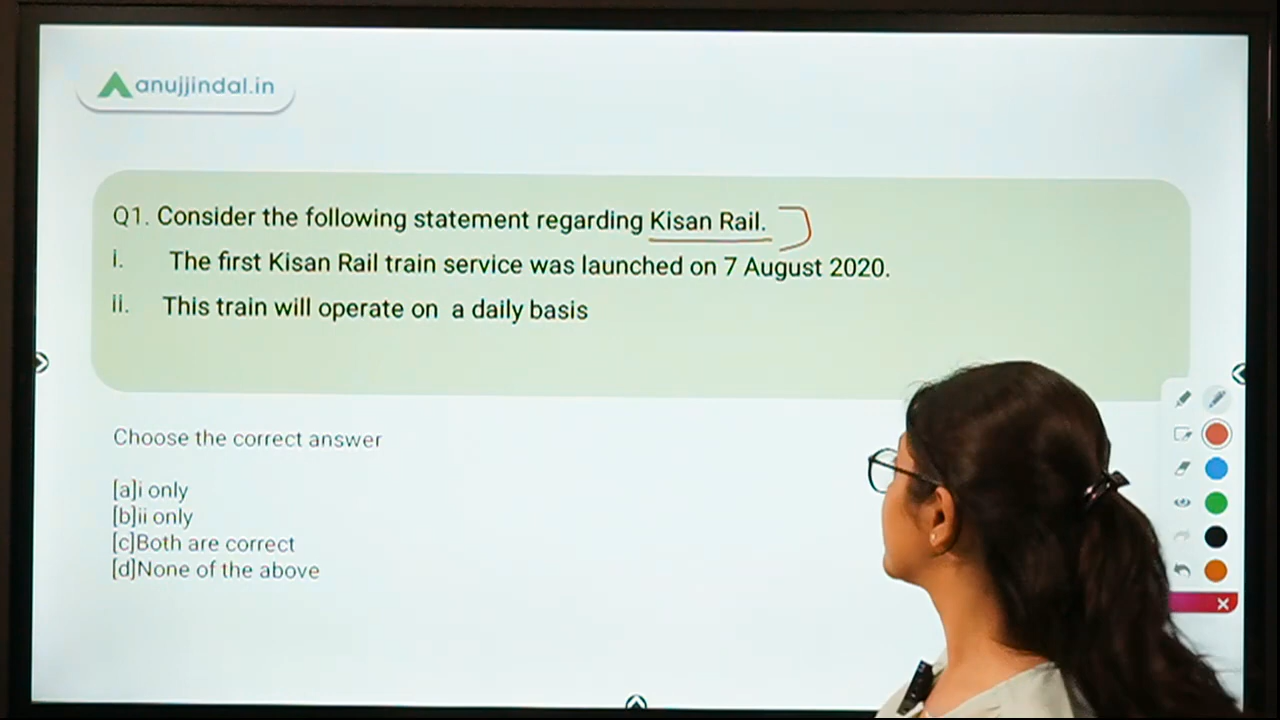 anujjindal.in
Q1. Consider the following statement regarding Kisan Rail.
i. The first Kisan Rail train service was launched on 7 August 2020.
ii. This train will operate on a daily basis
Choose the correct answer
[a]i only
[b]ii only
[c]Both are correct
[d]None of the above